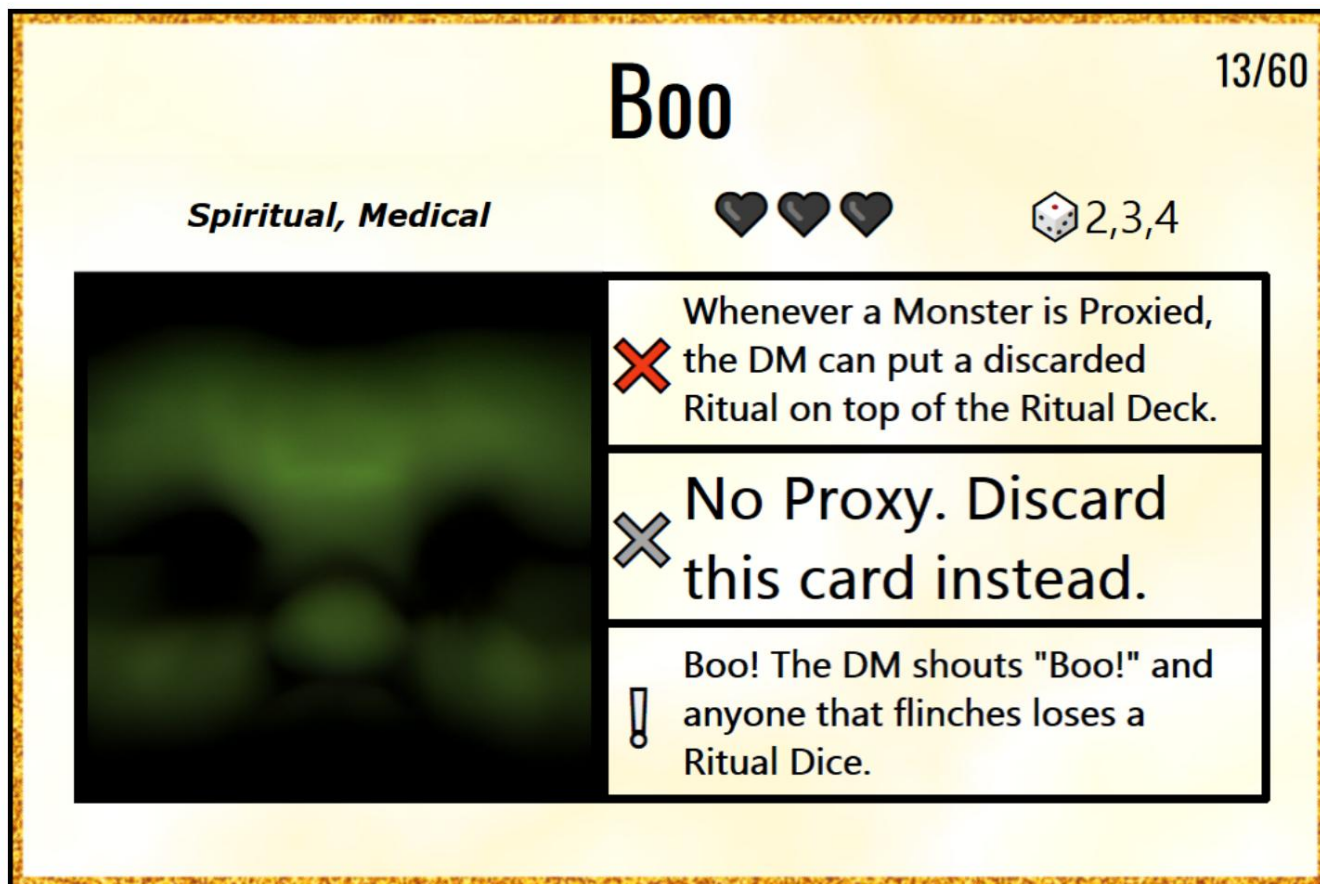 13/60
Boo
Spiritual, Medical
2,3,4
Whenever a Monster is Proxied,
the DM can put a discarded
Ritual on top of the Ritual Deck.
No Proxy. Discard
this card instead.
Boo! The DM shouts "Boo!" and
anyone that flinches loses a
Ritual Dice.